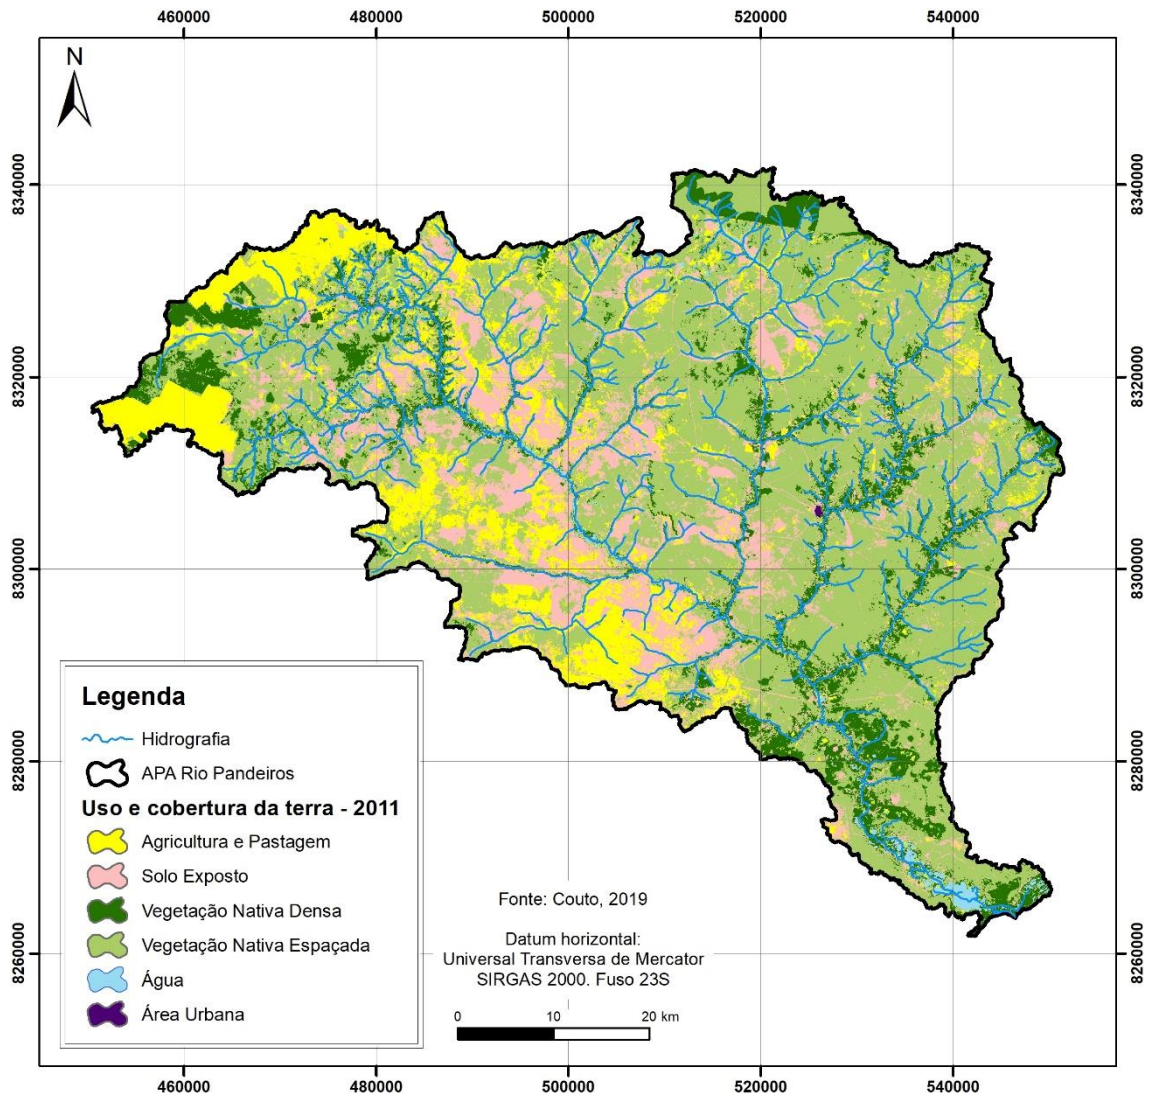 460000 480000 500000 520000 540000
N
8340000 8340000
8320000 8320000
8300000 8300000
8280000 8280000
8260000 8260000
Legenda
Hidrografia
APA Rio Pandeiros
Uso e cobertura da terra - 2011
Agricultura e Pastagem
Solo Exposto
Vegetação Nativa Densa
Vegetação Nativa Espaçada
Água
Área Urbana
Fonte: Couto, 2019
Datum horizontal:
Universal Transversa de Mercator
SIRGAS 2000. Fuso 23S
0 10 20 km
460000 480000 500000 520000 540000